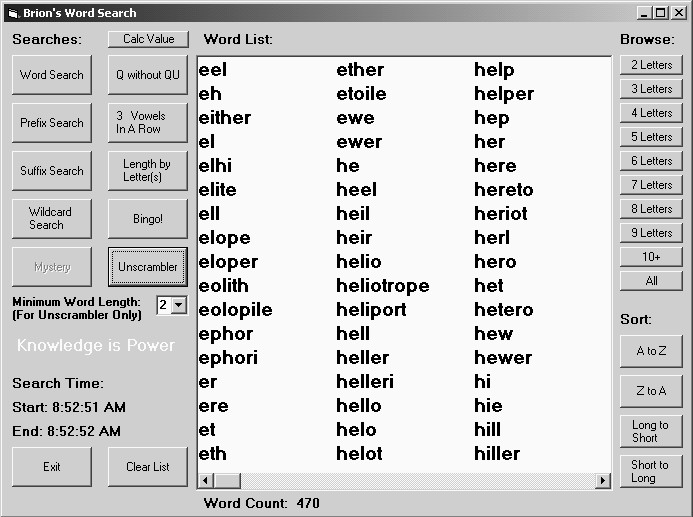 Brion's Word Search
Searches:
Calc Value
Word Search
Q without QU
Prefix Search
3 Vowels
In A Row
Suffix Search
Length by
Letter(s)
Wildcard
Search
Bingo!
Mystery
Unscrambler
Minimum Word Length:
(For Unscrambler Only)
2
Knowledge is Power
Search Time:
Start: 8:52:51 AM
End: 8:52:52 AM
Exit
Clear List
Word List:
eel ether help
eh etoile helper
either ewe hep
el ewer her
elhi he here
elite heel hereto
ell heil heriot
elope heir herl
eloper helio hero
eolith heliotrope het
eolopile heliport hetero
ephor hell hew
ephori heller hewer
er helleri hi
ere hello hie
et helo hill
eth helot hiller
Word Count: 470
Browse:
2 Letters
3 Letters
4 Letters
5 Letters
6 Letters
7 Letters
8 Letters
9 Letters
10+
All
Sort:
A to Z
Z to A
Long to
Short
Short to
Long